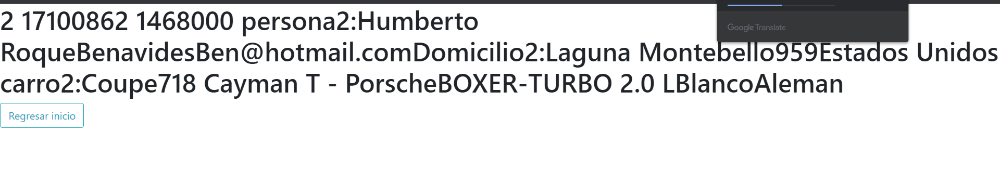 2 17100862 1468000 persona2:Humberto
Google Translate
RoqueBenavidesBen@hotmail.comDomicilio2:Laguna Montebello959Estados Unidos
carro2:Coupe718 Cayman T - PorscheBOXER-TURBO 2.0 LBlancoAleman
Regresar inicio